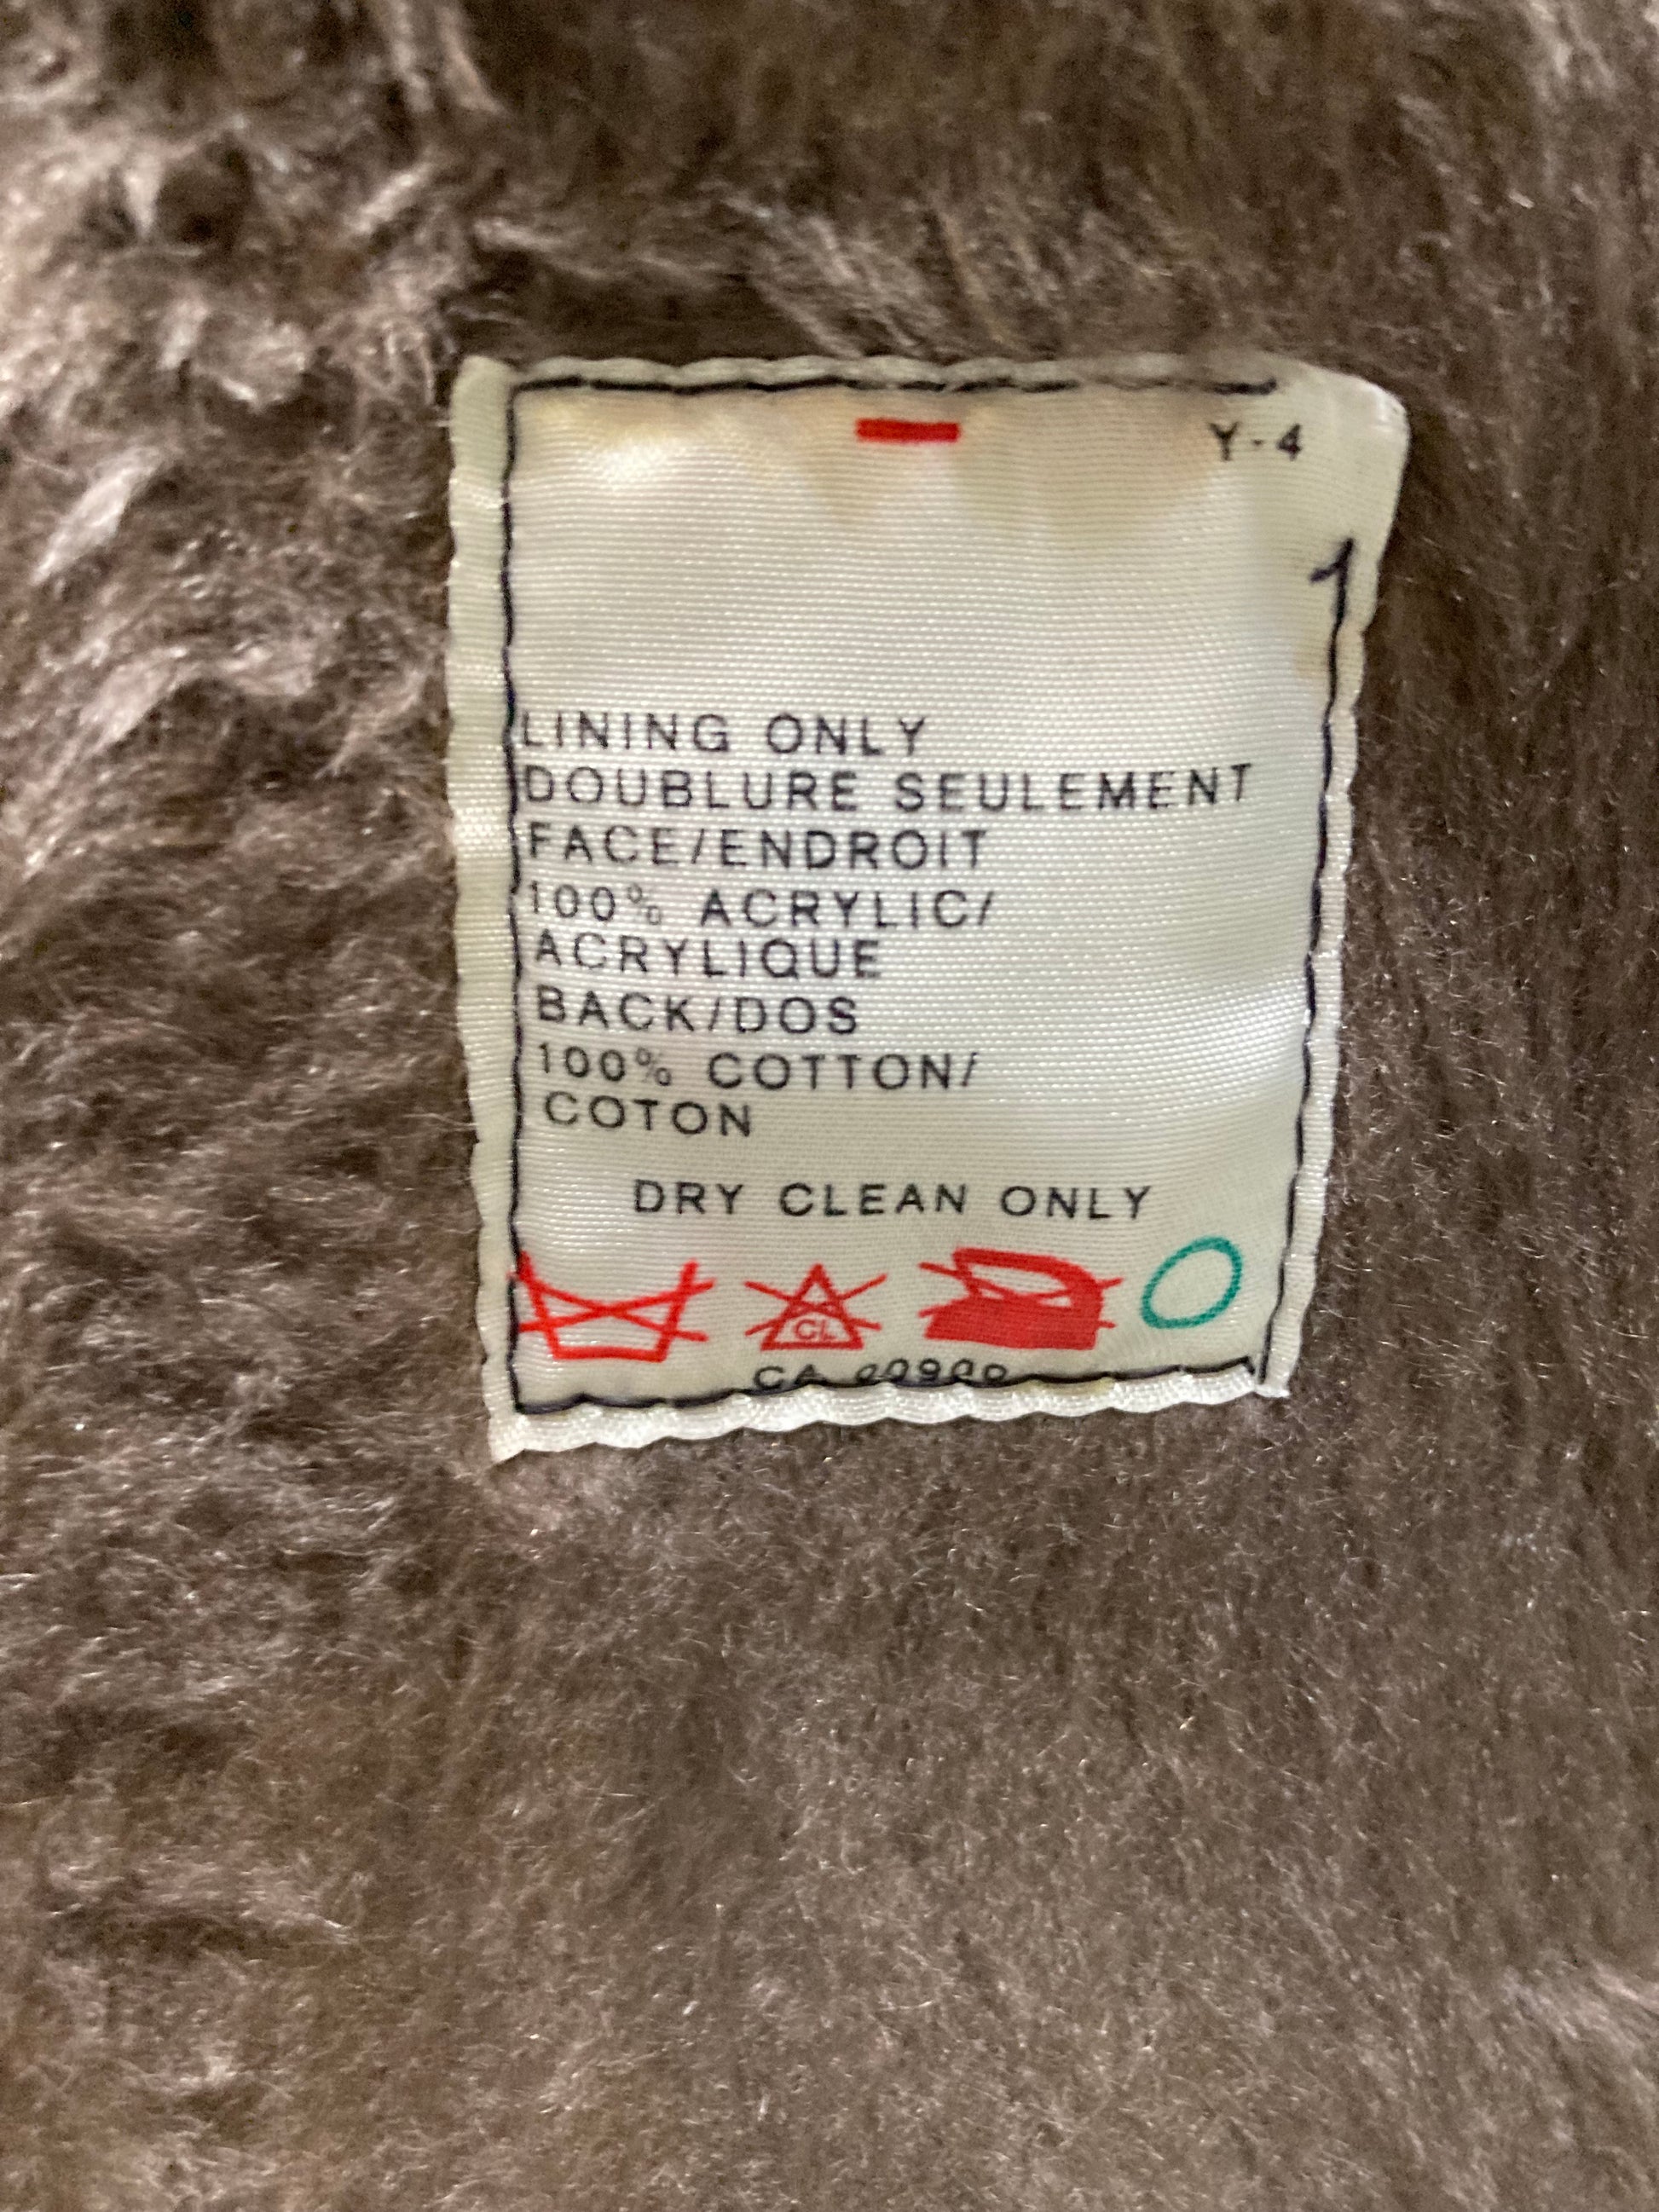 Y-4
LINING ONLY
DOUBLURE SEULEMENT
FACE/ENDROIT
100% ACRYLIC/
ACRYLIQUE
BACK/DOS
100% COTTON/
COTON
DRY CLEAN ONLY
CL
CA